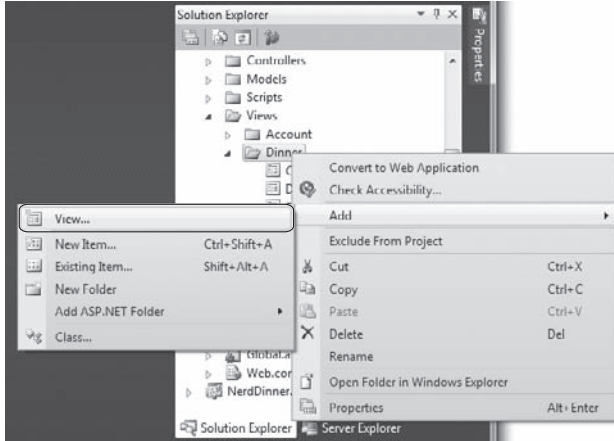 Solution Explorer
Properties
Controllers
Models
Scripts
Views
Account
Dinner
C
D
Convert to Web Application
Check Accessibility...
Add
Exclude From Project
Cut Ctrl+X
Copy Ctrl+C
Paste Ctrl+V
Delete Del
Rename
Open Folder in Windows Explorer
Properties Alt+Enter
View...
New Item... Ctrl+Shift+A
Existing Item... Shift+Alt+A
New Folder
Add ASP.NET Folder
Class...
Global.a
Web.con
NerdDinner.
Solution Explorer Server Explorer